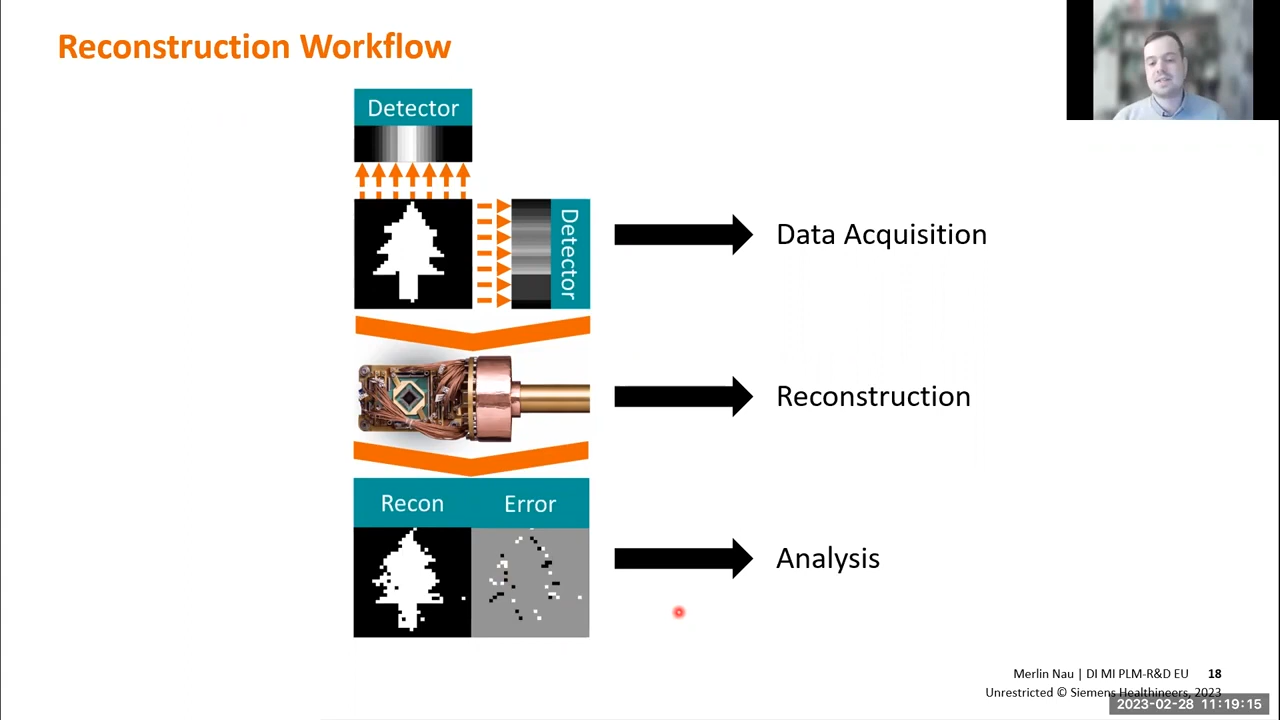 Reconstruction Workflow
Detector
Detector
Data Acquisition
Reconstruction
Recon
Error
Analysis
Merlin Nau | DI MI PLM-R&D EU 18
Unrestricted © Siemens Healthineers, 2023
2023-02-28 11:19:15